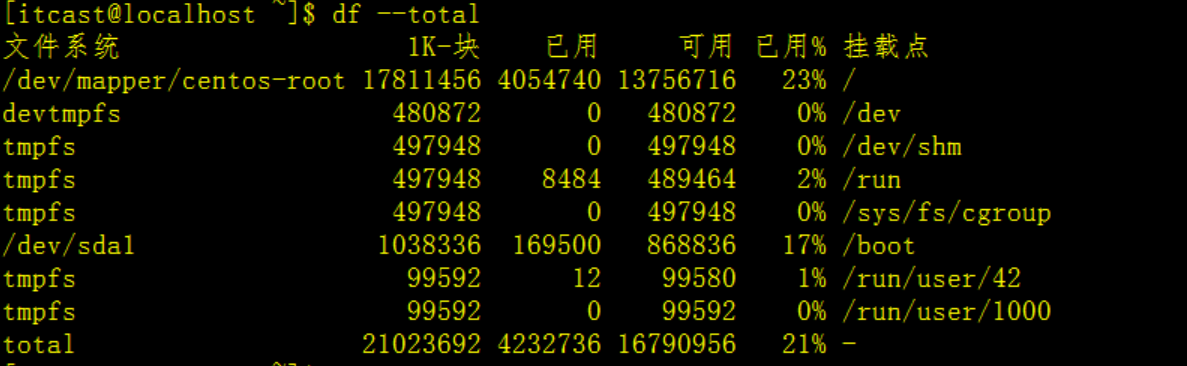 [itcast@localhost ~]$ df --total
文件系统 1K-块 已用 可用 已用% 挂载点
/dev/mapper/centos-root 17811456 4054740 13756716 23% /
devtmpfs 480872 0 480872 0% /dev
tmpfs 497948 0 497948 0% /dev/shm
tmpfs 497948 8484 489464 2% /run
tmpfs 497948 0 497948 0% /sys/fs/cgroup
/dev/sda1 1038336 169500 868836 17% /boot
tmpfs 99592 12 99580 1% /run/user/42
tmpfs 99592 0 99592 0% /run/user/1000
total 21023692 4232736 16790956 21% -